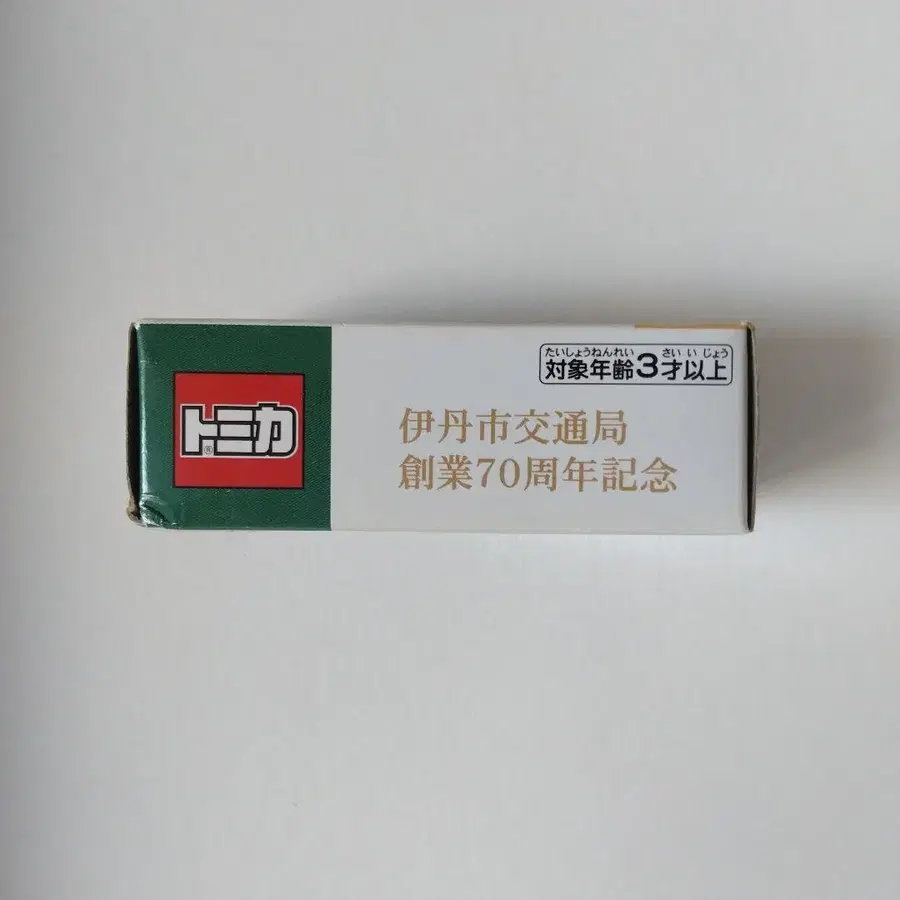 トミカ
®
たいしょうねんれい さい い じょう
対象年齢3才以上
伊丹市交通局
創業70周年記念